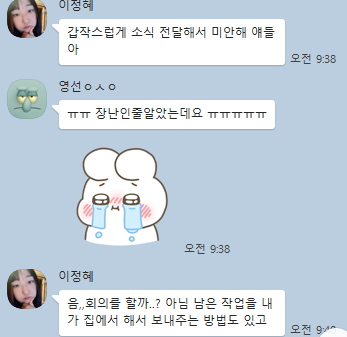 이정혜
갑작스럽게 소식 전달해서 미안해 얘들
아
오전 9:38
영선ㅇㅅㅇ
ㅠㅠ 장난인줄알았는데요 ㅠㅠㅠㅠㅠ
오전 9:38
이정혜
음,,회의를 할까..? 아님 남은 작업을 내
가 집에서 해서 보내주는 방법도 있고
오전